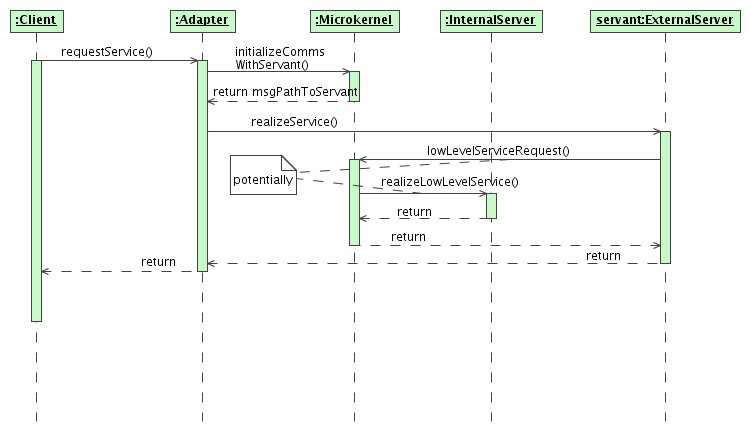 :Client
:Adapter
:Microkernel
:InternalServer
servant:ExternalServer
requestService()
initializeComms
WithServant()
return msgPathToServant
realizeService()
lowLevelServiceRequest()
potentially
realizeLowLevelService()
return
return
return
return